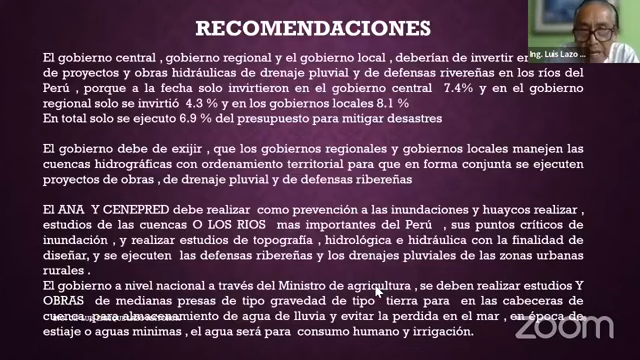 RECOMENDACIONES
Ing. Luis Lazo ...
El gobierno central , gobierno regional y el gobierno local , deberían de invertir
de proyectos y obras hidráulicas de drenaje pluvial y de defensas rivereñas en los ríos del
Perú , porque a la fecha solo invirtieron en el gobierno central 7.4% y en el gobierno
regional solo se invirtió 4.3 % y en los gobiernos locales 8.1 %
En total solo se ejecuto 6.9 % del presupuesto para mitigar desastres
El gobierno debe de exijir , que los gobiernos regionales y gobiernos locales manejen las
cuencas hidrográficas con ordenamiento territorial para que en forma conjunta se ejecuten
proyectos de obras , de drenaje pluvial y de defensas ribereñas
El ANA Y CENEPRED debe realizar como prevención a las inundaciones y huaycos realizar ,
estudios de las cuencas O LOS RIOS mas importantes del Perú , sus puntos críticos de
inundación , y realizar estudios de topografía , hidrológica e hidráulica con la finalidad de
diseñar, y se ejecuten las defensas ribereñas y los drenajes pluviales de las zonas urbanas
rurales .
El gobierno a nivel nacional a través del Ministro de agricultura , se deben realizar estudios Y
OBRAS de medianas presas de tipo gravedad de tipo tierra para en las cabeceras de
cuenca para almacenamiento de agua de lluvia y evitar la perdida en el mar , en época de
estiaje o aguas minimas , el agua será para consumo humano y irrigación.
zoom